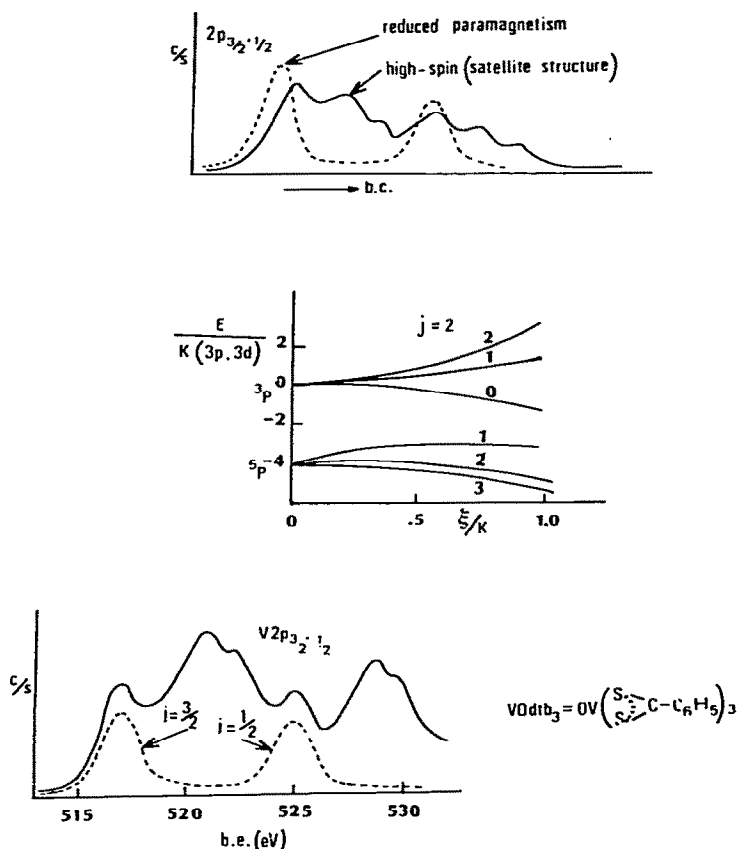 2p3/2·1/2
c/s
reduced paramagnetism
high-spin (satellite structure)
b.c.
E
K (3p, 3d)
j = 2
2
³P 0
-2
⁵P -4
2
1
0
1
2
3
0
.5
ξ/K
1.0
V2p3/2·1/2
c/s
j = 3/2
j = 1/2
515
520
525
530
b.e. (eV)
VOdtb₃ = OV(S S C-C₆H₅)₃